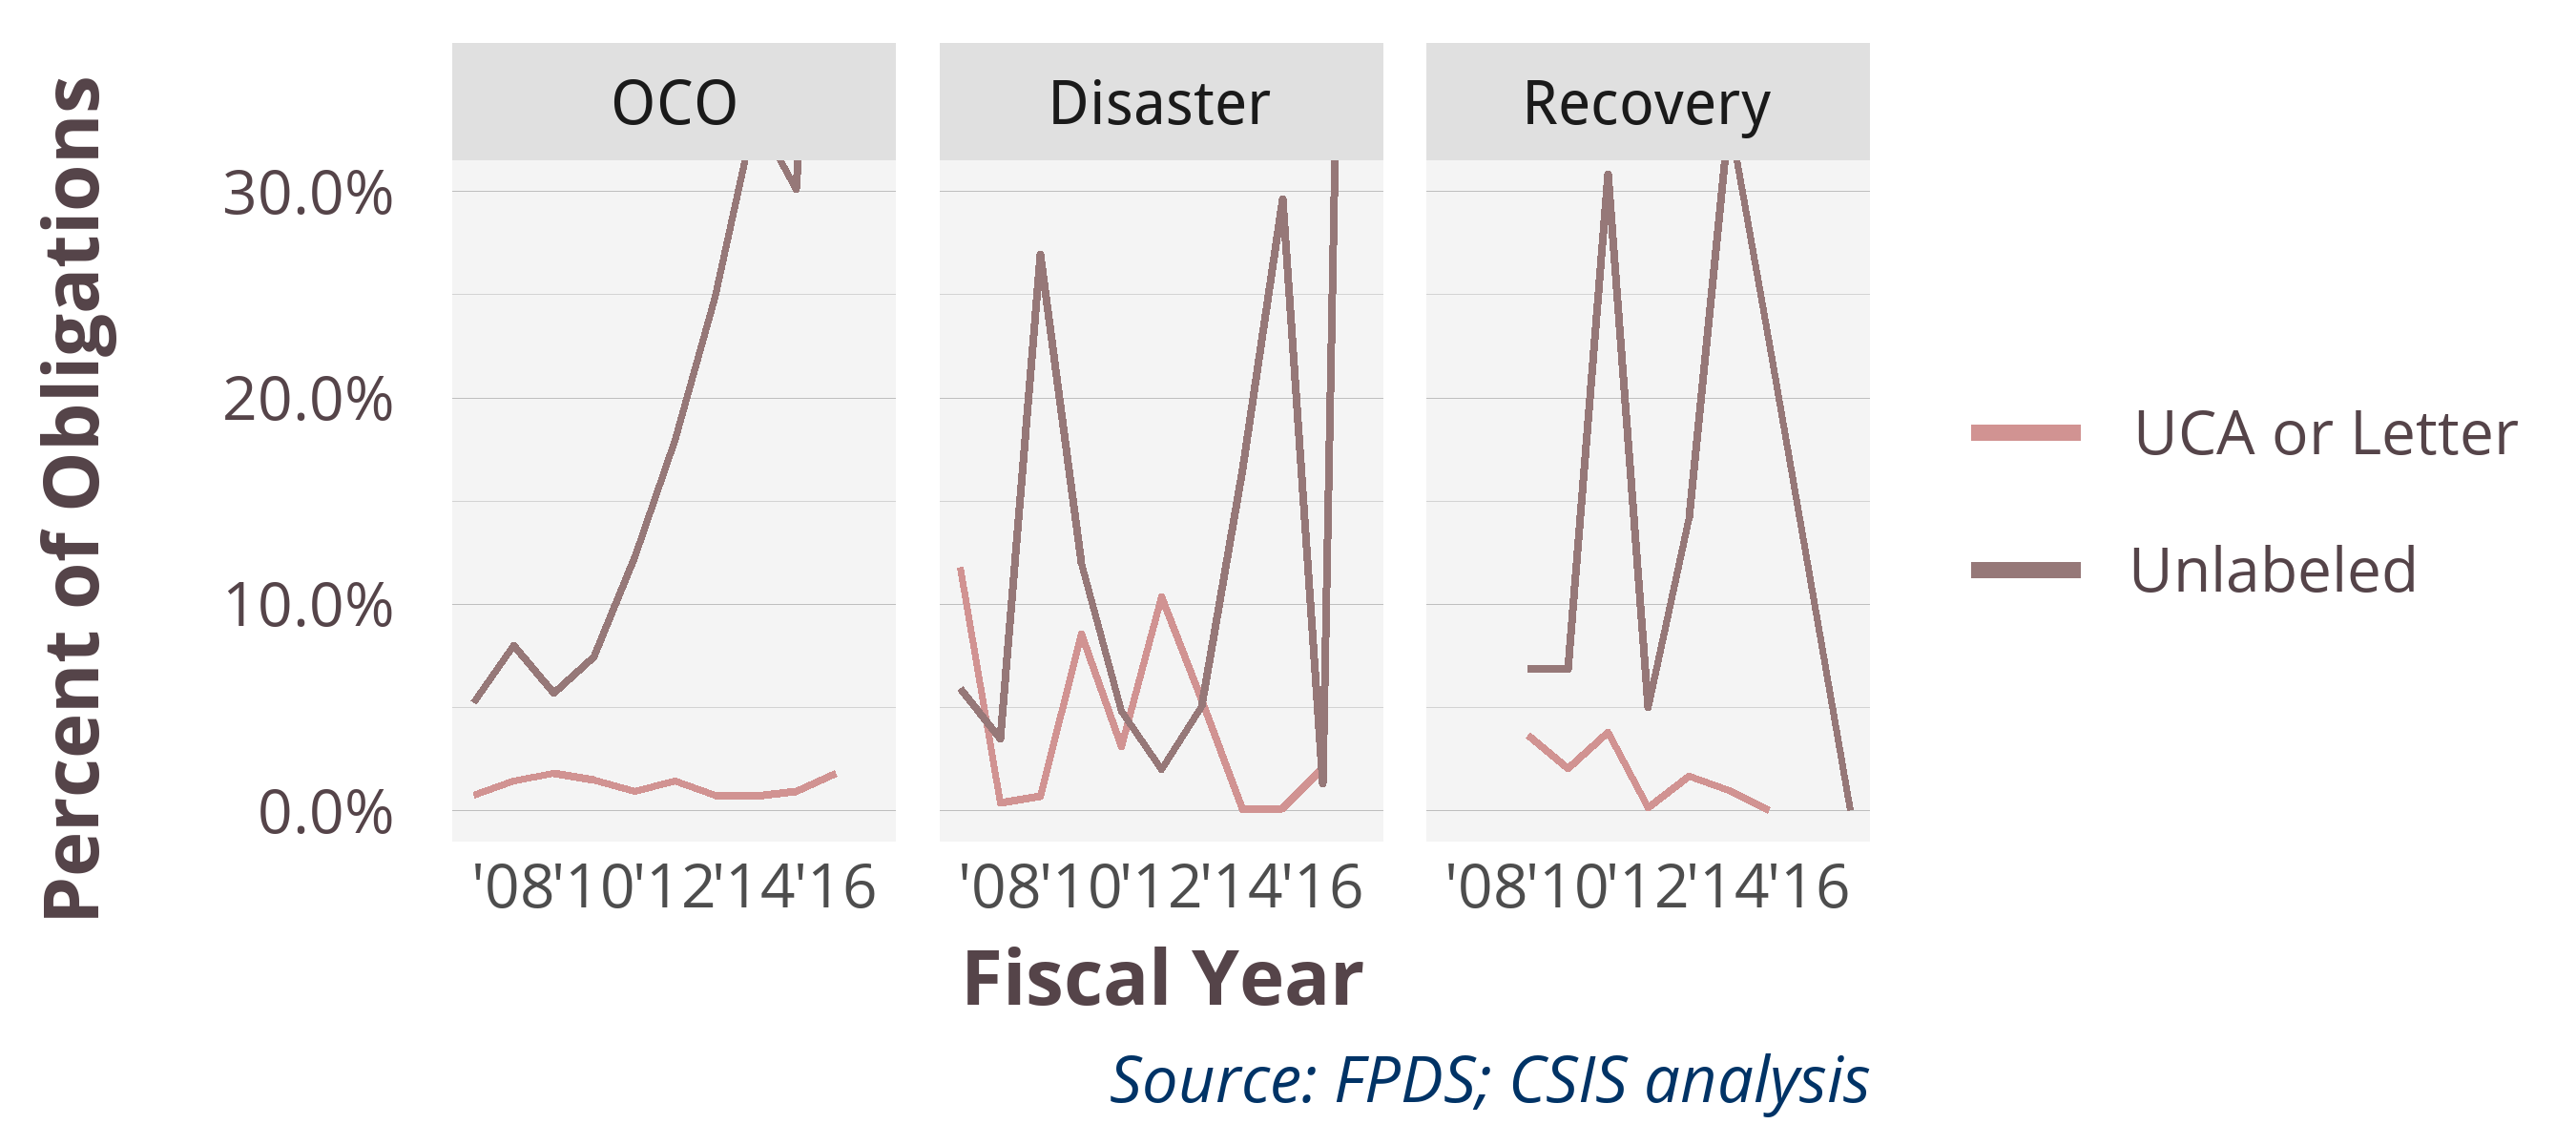 Percent of Obligations
OCO
Disaster
Recovery
30.0%
20.0%
10.0%
0.0%
UCA or Letter
Unlabeled
'08'10'12'14'16
'08'10'12'14'16
'08'10'12'14'16
Fiscal Year
Source: FPDS; CSIS analysis